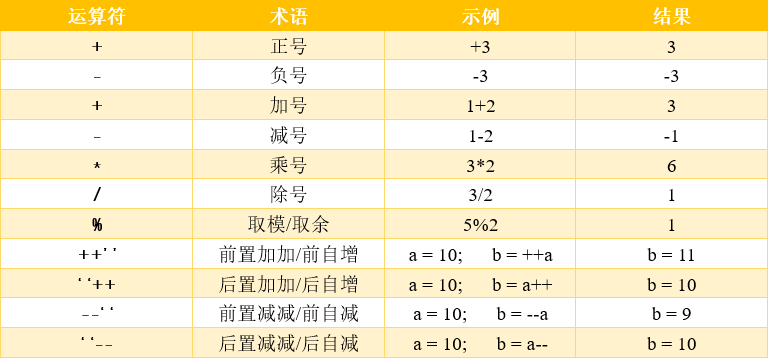 运算符 术语 示例 结果
+ 正号 +3 3
- 负号 -3 -3
+ 加号 1+2 3
- 减号 1-2 -1
* 乘号 3*2 6
/ 除号 3/2 1
% 取模/取余 5%2 1
++’’ 前置加加/前自增 a = 10; b = ++a b = 11
‘‘++ 后置加加/后自增 a = 10; b = a++ b = 10
--‘‘ 前置减减/前自减 a = 10; b = --a b = 9
‘‘-- 后置减减/后自减 a = 10; b = a-- b = 10